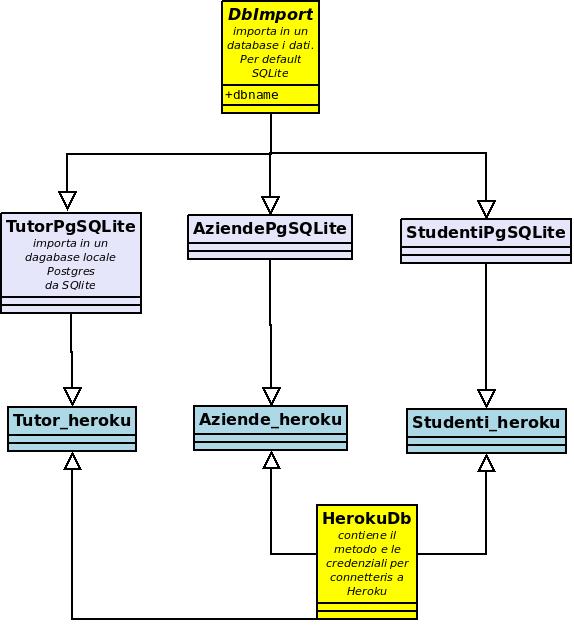 DbImport
importa in un
database i dati.
Per default
SQLite
+dbname
TutorPgSQLite
importa in un
dagabase locale
Postgres
da SQlite
AziendePgSQLite
StudentiPgSQLite
Tutor_heroku
Aziende_heroku
Studenti_heroku
HerokuDb
contiene il
metodo e le
credenziali per
connetteris a
Heroku